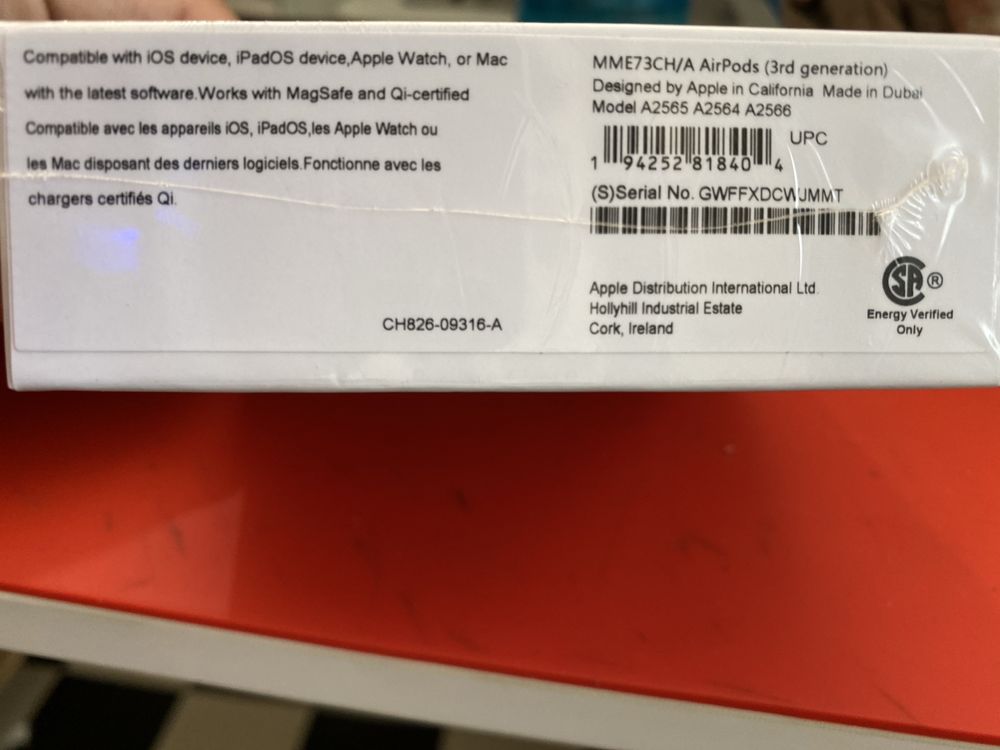 Compatible with iOS device, iPadOS device,Apple Watch, or Mac
with the latest software.Works with MagSafe and Qi-certified
Compatible avec les appareils iOS, iPadOS,les Apple Watch ou
les Mac disposant des derniers logiciels.Fonctionne avec les
chargers certifiés Qi.
CH826-09316-A
MME73CH/A AirPods (3rd generation)
Designed by Apple in California Made in Dubai
Model A2565 A2564 A2566
UPC
1 94252 81840 4
(S)Serial No. GWFFXDCWJMMT
Apple Distribution International Ltd.
Hollyhill Industrial Estate
Cork, Ireland
SA ®
Energy Verified
Only